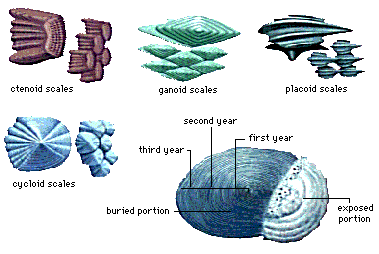 ctenoid scales
ganoid scales
placoid scales
cycloid scales
second year
first year
third year
buried portion
exposed
portion